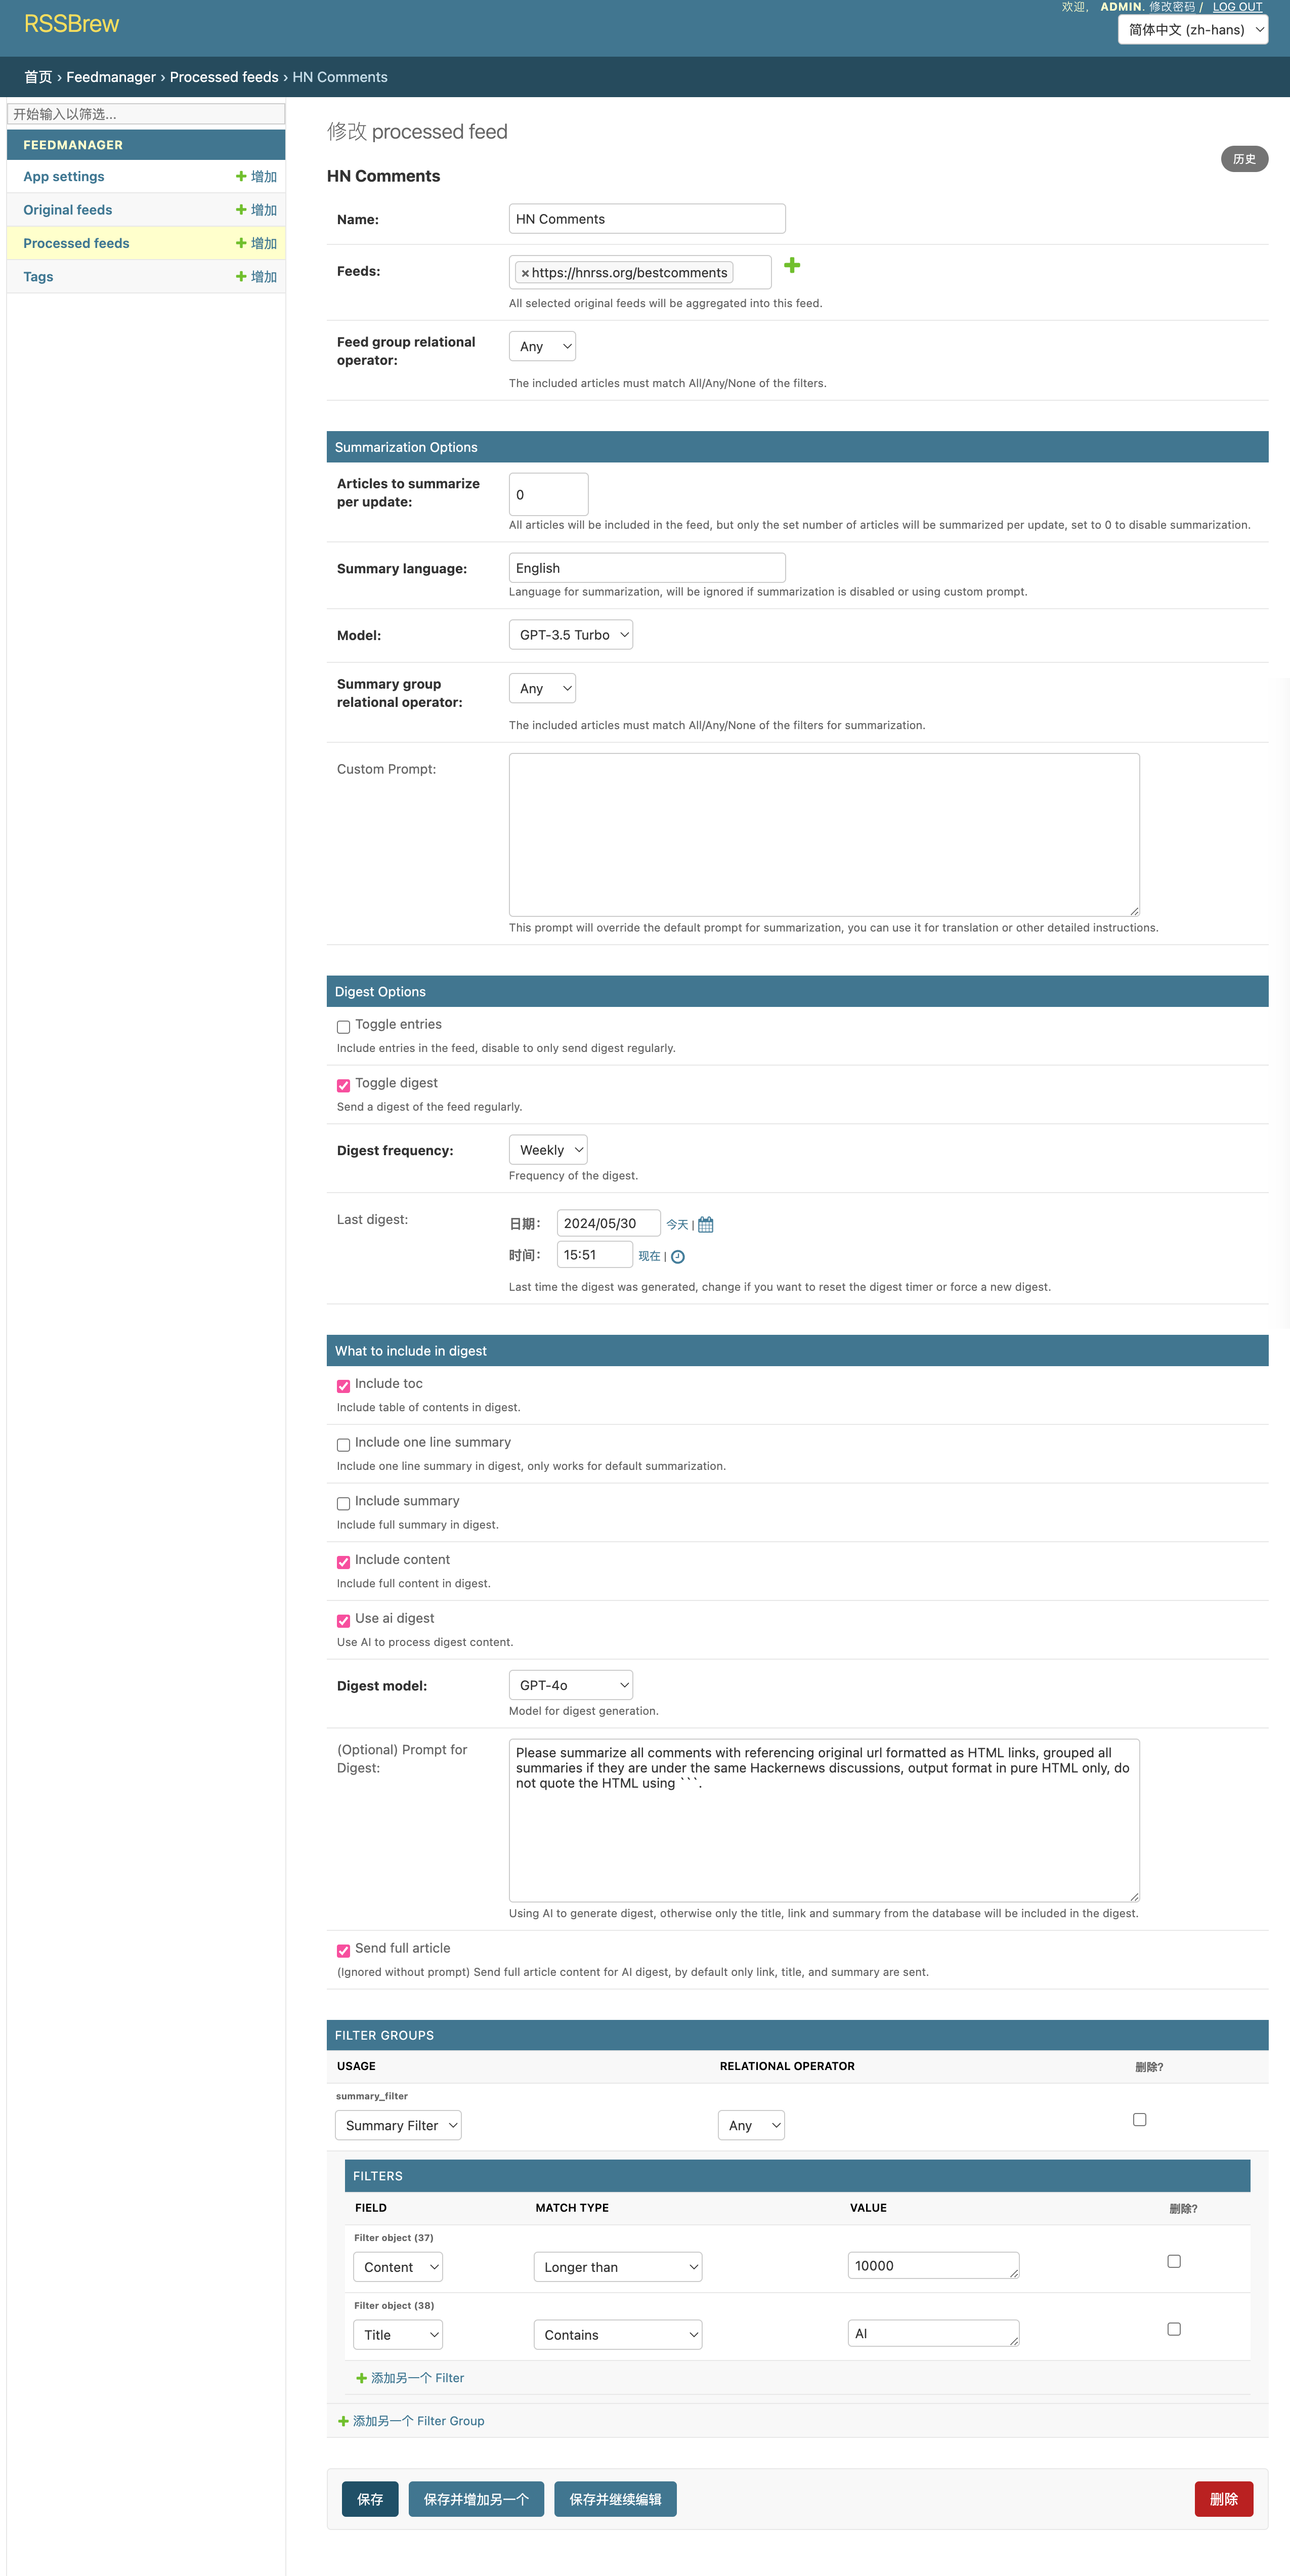 RSSBrew
欢迎， ADMIN. 修改密码 / LOG OUT
简体中文 (zh-hans)
首页 › Feedmanager › Processed feeds › HN Comments
开始输入以筛选...
FEEDMANAGER
App settings 增加
Original feeds 增加
Processed feeds 增加
Tags 增加
修改 processed feed
历史
HN Comments
Name: HN Comments
Feeds: × https://hnrss.org/bestcomments
All selected original feeds will be aggregated into this feed.
Feed group relational
operator:
Any
The included articles must match All/Any/None of the filters.
Summarization Options
Articles to summarize
per update:
0
All articles will be included in the feed, but only the set number of articles will be summarized per update, set to 0 to disable summarization.
Summary language: English
Language for summarization, will be ignored if summarization is disabled or using custom prompt.
Model: GPT-3.5 Turbo
Summary group
relational operator:
Any
The included articles must match All/Any/None of the filters for summarization.
Custom Prompt:
This prompt will override the default prompt for summarization, you can use it for translation or other detailed instructions.
Digest Options
Toggle entries
Include entries in the feed, disable to only send digest regularly.
Toggle digest
Send a digest of the feed regularly.
Digest frequency: Weekly
Frequency of the digest.
Last digest: 日期： 2024/05/30 今天 |
时间： 15:51 现在 |
Last time the digest was generated, change if you want to reset the digest timer or force a new digest.
What to include in digest
Include toc
Include table of contents in digest.
Include one line summary
Include one line summary in digest, only works for default summarization.
Include summary
Include full summary in digest.
Include content
Include full content in digest.
Use ai digest
Use AI to process digest content.
Digest model: GPT-4o
Model for digest generation.
(Optional) Prompt for
Digest:
Please summarize all comments with referencing original url formatted as HTML links, grouped all
summaries if they are under the same Hackernews discussions, output format in pure HTML only, do
not quote the HTML using ```.
Using AI to generate digest, otherwise only the title, link and summary from the database will be included in the digest.
Send full article
(Ignored without prompt) Send full article content for AI digest, by default only link, title, and summary are sent.
FILTER GROUPS
USAGE RELATIONAL OPERATOR 删除?
summary_filter
Summary Filter Any
FILTERS
FIELD MATCH TYPE VALUE 删除?
Filter object (37)
Content Longer than 10000
Filter object (38)
Title Contains AI
添加另一个 Filter
添加另一个 Filter Group
保存 保存并增加另一个 保存并继续编辑 删除